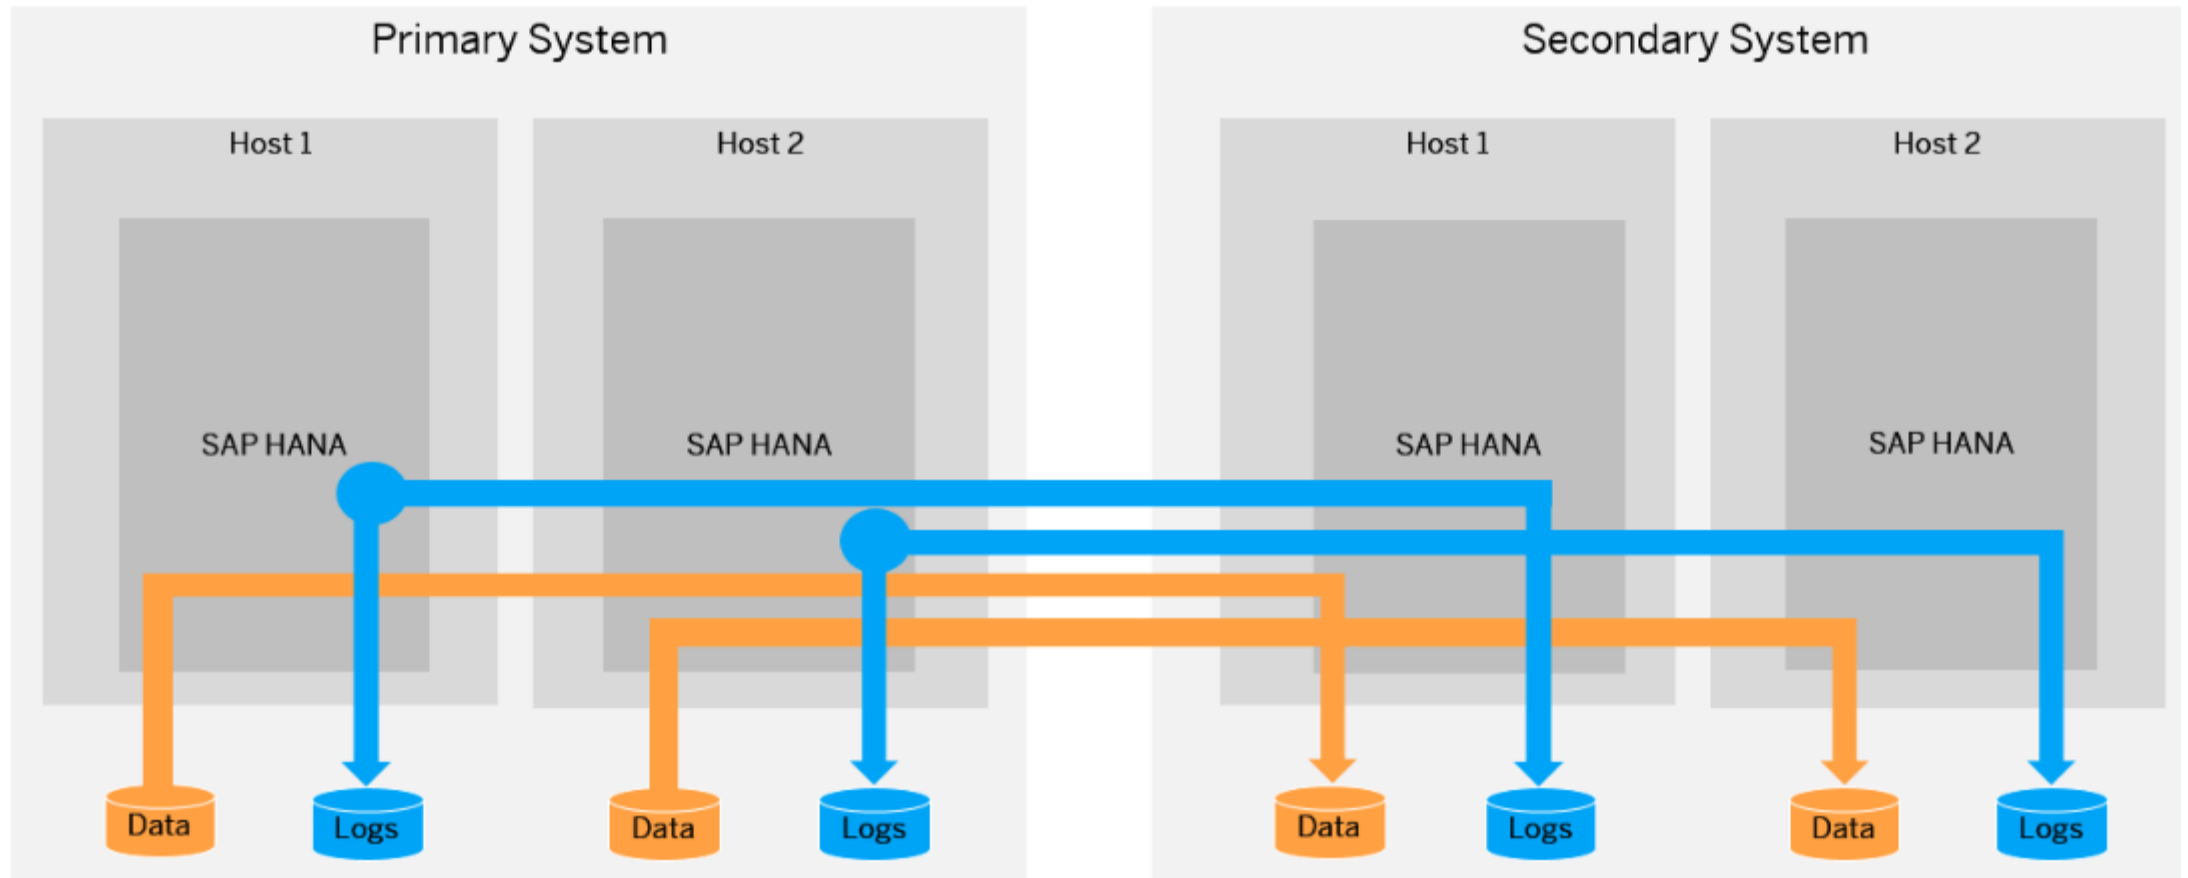 Primary System
Secondary System
Host 1
Host 2
Host 1
Host 2
SAP HANA
SAP HANA
SAP HANA
SAP HANA
Data
Logs
Data
Logs
Data
Logs
Data
Logs